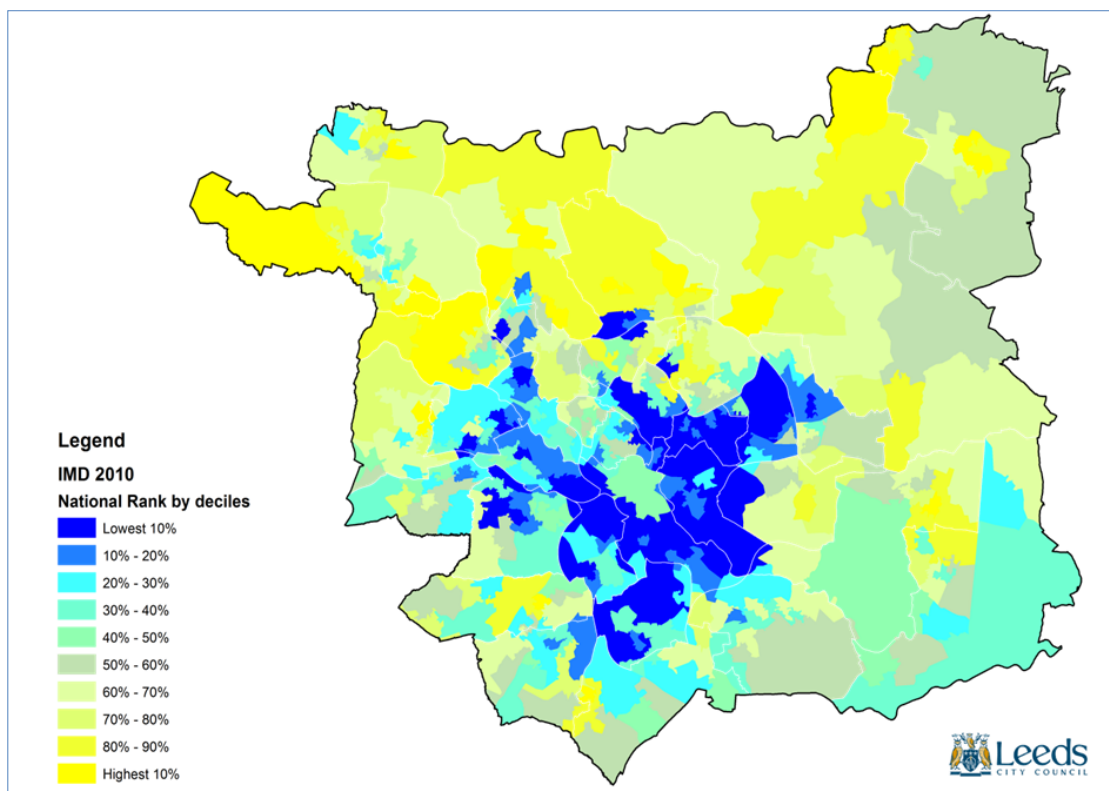 Legend
IMD 2010
National Rank by deciles
Lowest 10%
10% - 20%
20% - 30%
30% - 40%
40% - 50%
50% - 60%
60% - 70%
70% - 80%
80% - 90%
Highest 10%
Leeds
CITY COUNCIL